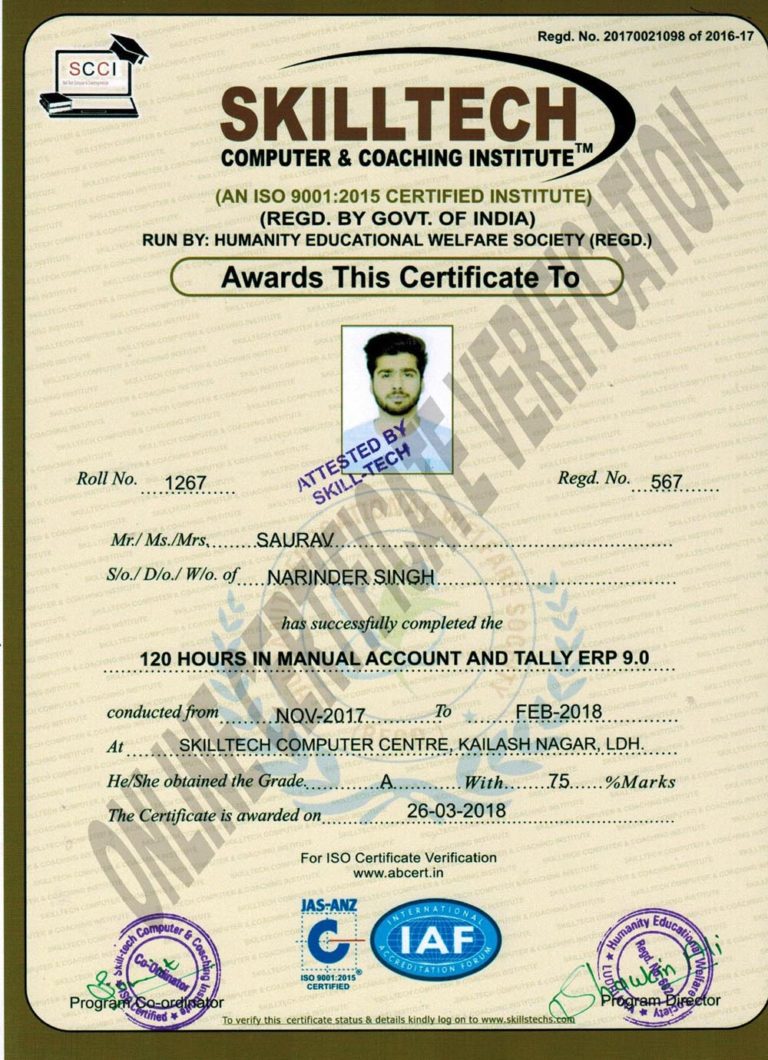 Regd. No. 20170021098 of 2016-17
SCCI
SKILLTECH
COMPUTER & COACHING INSTITUTE™
(AN ISO 9001:2015 CERTIFIED INSTITUTE)
(REGD. BY GOVT. OF INDIA)
RUN BY: HUMANITY EDUCATIONAL WELFARE SOCIETY (REGD.)
Awards This Certificate To
ATTESTED BY
SKILL-TECH
Roll No. 1267 Regd. No. 567
Mr./ Ms./Mrs. SAURAV
S/o./ D/o./ W/o. of NARINDER SINGH
has successfully completed the
120 HOURS IN MANUAL ACCOUNT AND TALLY ERP 9.0
conducted from NOV-2017 To FEB-2018
At SKILLTECH COMPUTER CENTRE, KAILASH NAGAR, LDH.
He/She obtained the Grade A With 75 %Marks
The Certificate is awarded on 26-03-2018
ONLINE CERTIFICATE VERIFICATION
For ISO Certificate Verification
www.abcert.in
JAS-ANZ
ISO 9001:2015
CERTIFIED
INTERNATIONAL
IAF
ACCREDITATION FORUM
Skill-tech Computer & Coaching
Co-Ordinator
Certified
Humanity Educational Welfare Society
Program Co-ordinator Program Director
To verify this certificate status & details kindly log on to www.skillstechs.com